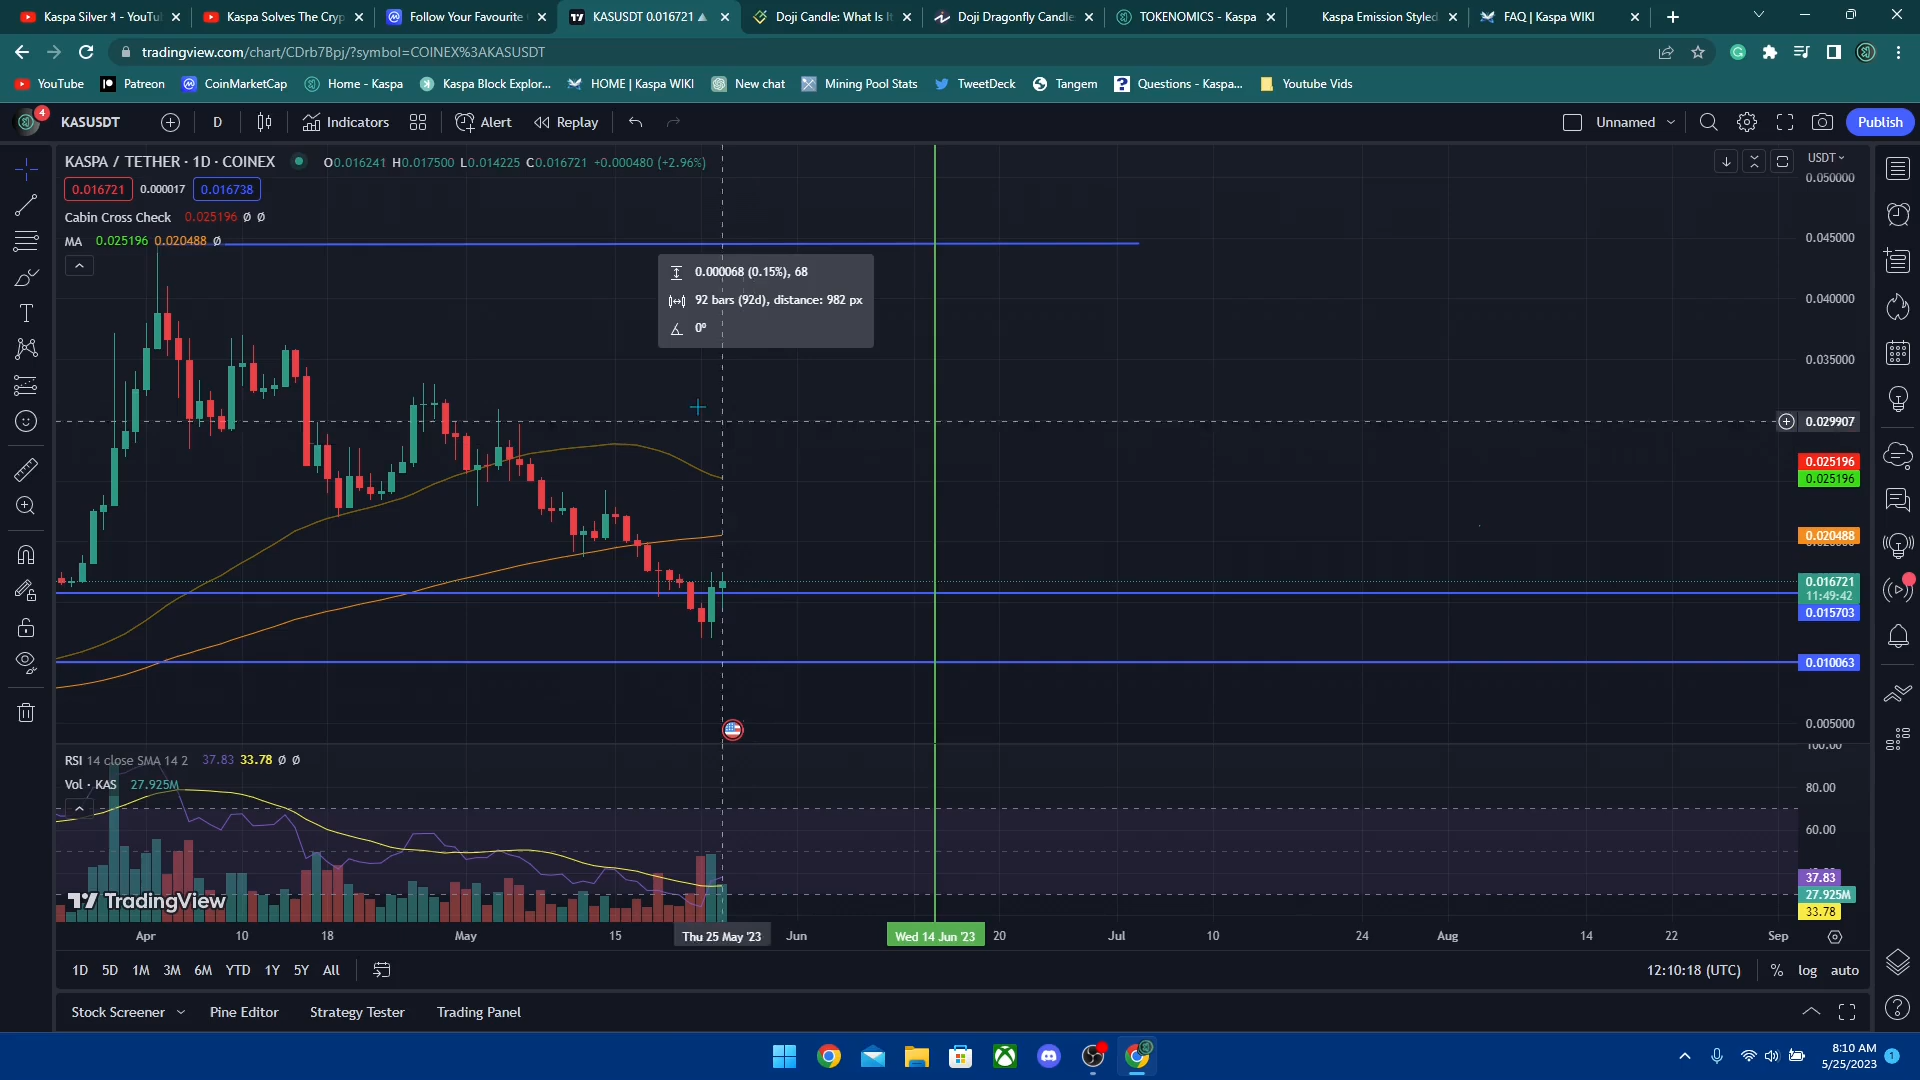 Kaspa Silver - YouTu
Kaspa Solves The Cryp
Follow Your Favourite
KASUSDT 0.016721
Doji Candle: What Is It
Doji Dragonfly Candle
TOKENOMICS - Kaspa
Kaspa Emission Styled
FAQ | Kaspa WIKI
tradingview.com/chart/CDrb7Bpj/?symbol=COINEX%3AKASUSDT
YouTube
Patreon
CoinMarketCap
Home - Kaspa
Kaspa Block Explor...
HOME | Kaspa WIKI
New chat
Mining Pool Stats
TweetDeck
Tangem
Questions - Kaspa...
Youtube Vids
4
KASUSDT
D
Indicators
Alert
Replay
Unnamed
Publish
KASPA / TETHER · 1D · COINEX
O0.016241 H0.017500 L0.014225 C0.016721 +0.000480 (+2.96%)
USDT
0.016721
0.000017
0.016738
Cabin Cross Check 0.025196 Ø Ø
MA 0.025196 0.020488 Ø
0.000068 (0.15%), 68
92 bars (92d), distance: 982 px
0º
0.050000
0.045000
0.040000
0.035000
0.029907
0.025196
0.025196
0.020488
0.016721
11:49:42
0.015703
0.010063
0.005000
100.00
RSI 14 close SMA 14 2 37.83 33.78 Ø Ø
Vol · KAS 27.925M
80.00
60.00
37.83
27.925M
33.78
TradingView
Apr
10
18
May
15
Thu 25 May '23
Jun
Wed 14 Jun '23
20
Jul
10
24
Aug
14
22
Sep
1D
5D
1M
3M
6M
YTD
1Y
5Y
All
12:10:18 (UTC)
%
log
auto
Stock Screener
Pine Editor
Strategy Tester
Trading Panel
8:10 AM
5/25/2023
1